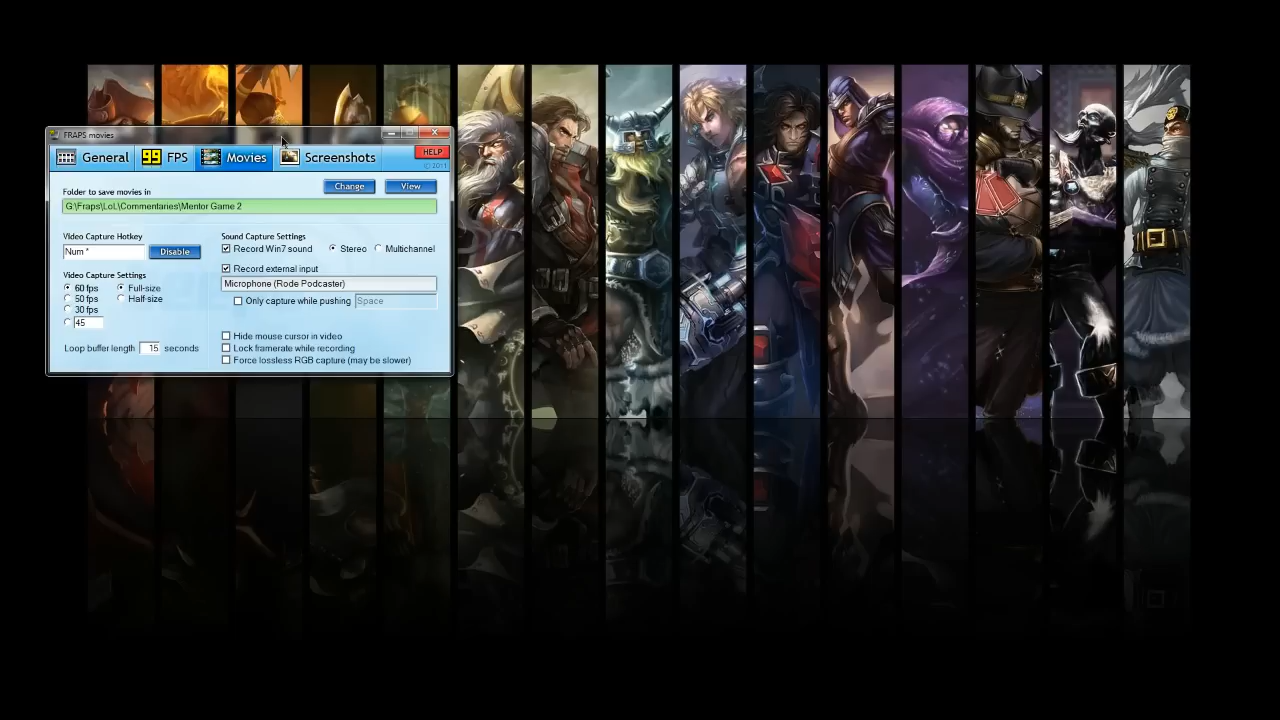 FRAPS movies
General
99 FPS
Movies
Screenshots
HELP
© 2011
Folder to save movies in
Change
View
G:\Fraps\LoL\Commentaries\Mentor Game 2
Video Capture Hotkey
Num *
Disable
Video Capture Settings
60 fps
Full-size
50 fps
Half-size
30 fps
45
Loop buffer length 15 seconds
Sound Capture Settings
Record Win7 sound
Stereo
Multichannel
Record external input
Microphone (Rode Podcaster)
Only capture while pushing
Space
Hide mouse cursor in video
Lock framerate while recording
Force lossless RGB capture (may be slower)